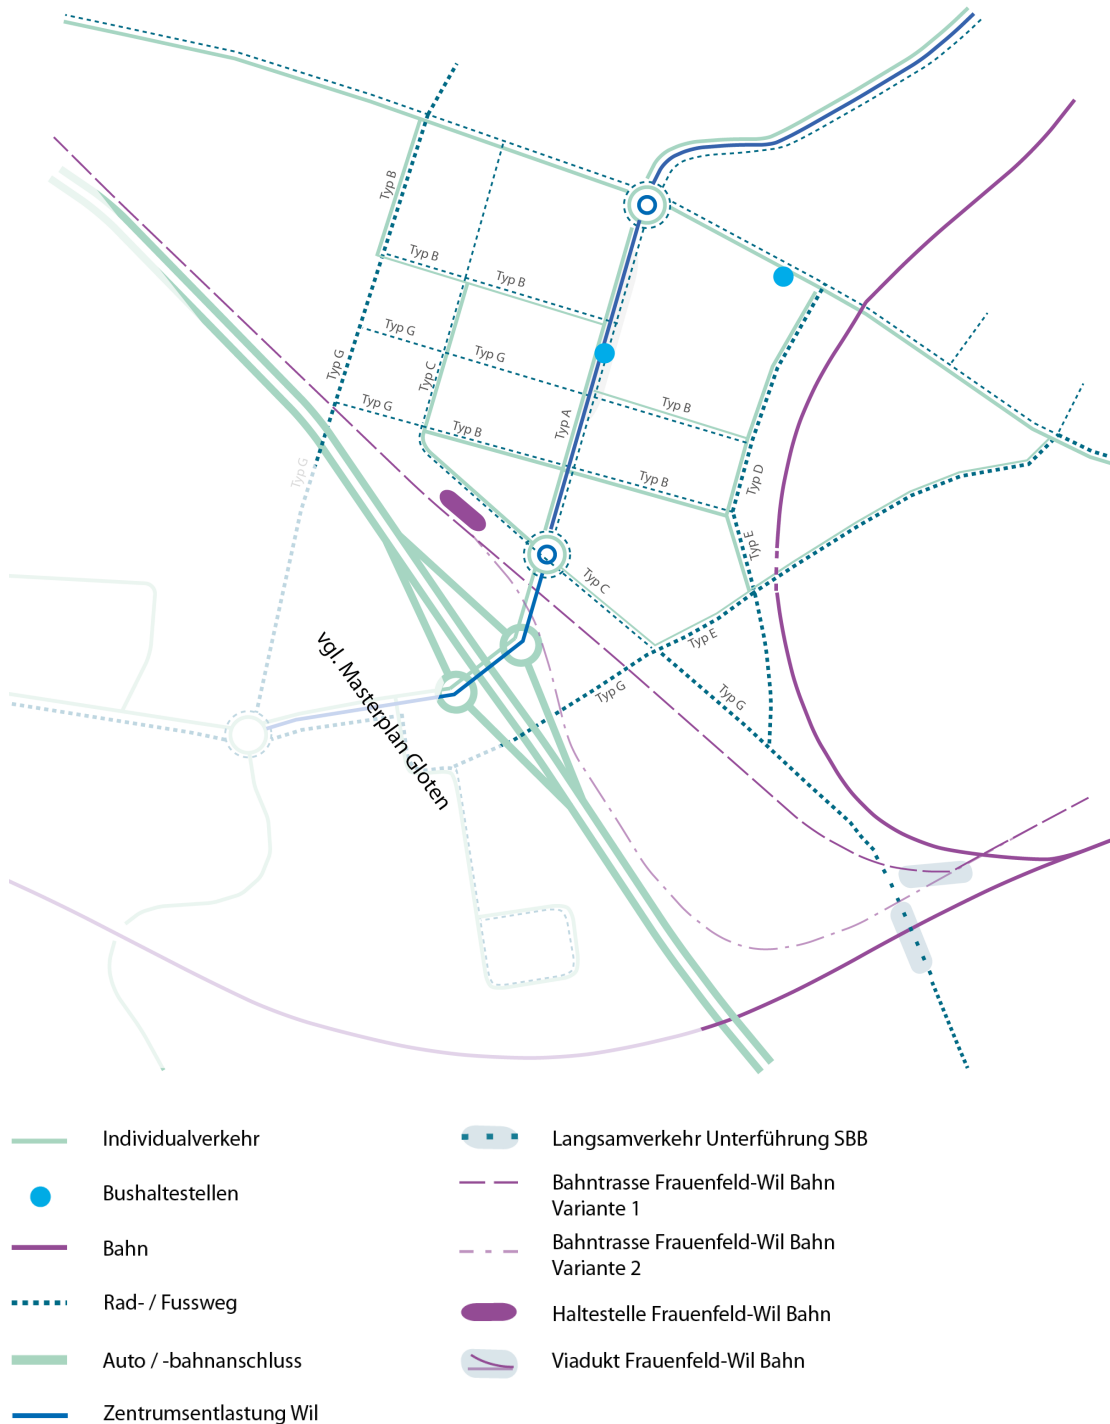 Typ B
Typ B
Typ B
Typ G
Typ G
Typ G
Typ C
Typ G
Typ B
Typ A
Typ B
Typ B
Typ D
Typ G
Typ E
Typ C
Typ E
Typ G
Typ G
vgl. Masterplan Gloten
Individualverkehr
Bushaltestellen
Bahn
Rad- / Fussweg
Auto / -bahnanschluss
Zentrumsentlastung Wil
Langsamverkehr Unterführung SBB
Bahntrasse Frauenfeld-Wil Bahn
Variante 1
Bahntrasse Frauenfeld-Wil Bahn
Variante 2
Haltestelle Frauenfeld-Wil Bahn
Viadukt Frauenfeld-Wil Bahn